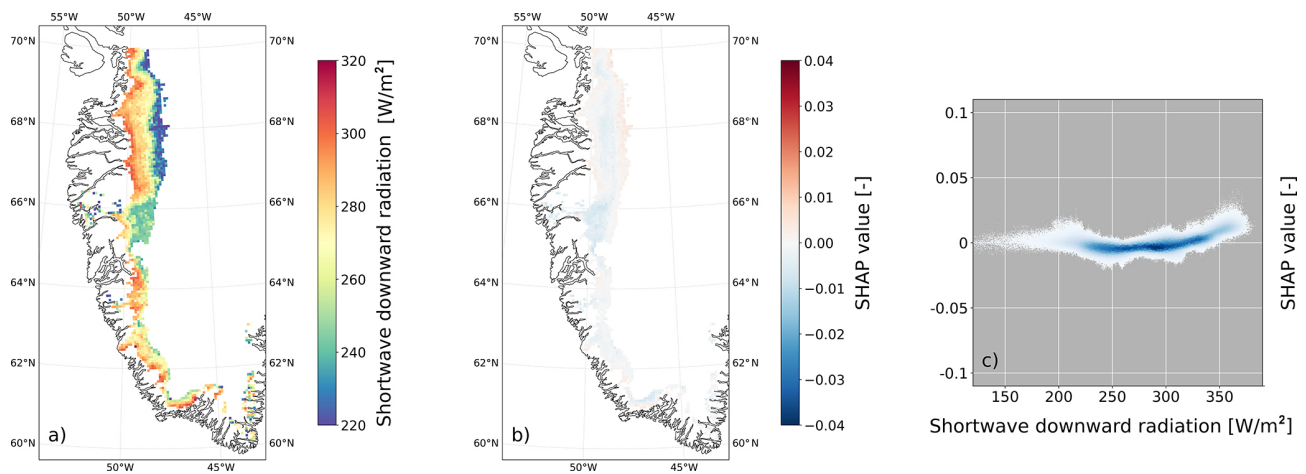 55°W 50°W 45°W
70°N
68°N
66°N
64°N
62°N
60°N
70°N
68°N
66°N
64°N
62°N
60°N
50°W 45°W
a)
320
300
280
260
240
220
Shortwave downward radiation [W/m²]
55°W 50°W 45°W
70°N
68°N
66°N
64°N
62°N
60°N
70°N
68°N
66°N
64°N
62°N
60°N
50°W 45°W
b)
0.04
0.03
0.02
0.01
0.00
−0.01
−0.02
−0.03
−0.04
SHAP value [-]
0.1
0.05
0
-0.05
-0.1
c)
150 200 250 300 350
Shortwave downward radiation [W/m²]
SHAP value [-]